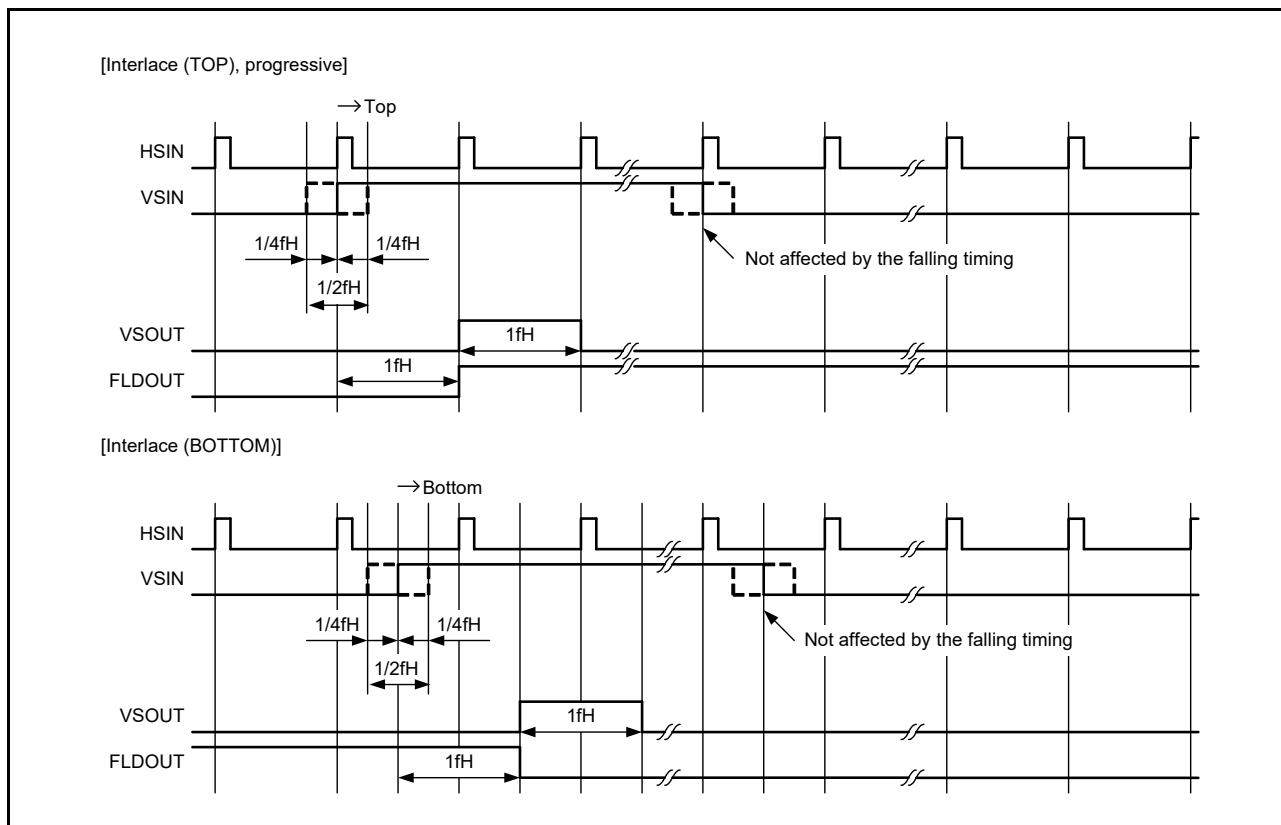 [Interlace (TOP), progressive]
→Top
HSIN
VSIN
1/4fH 1/4fH
Not affected by the falling timing
1/2fH
VSOUT 1fH
FLDOUT 1fH
[Interlace (BOTTOM)]
→Bottom
HSIN
VSIN
1/4fH 1/4fH
Not affected by the falling timing
1/2fH
VSOUT 1fH
FLDOUT 1fH